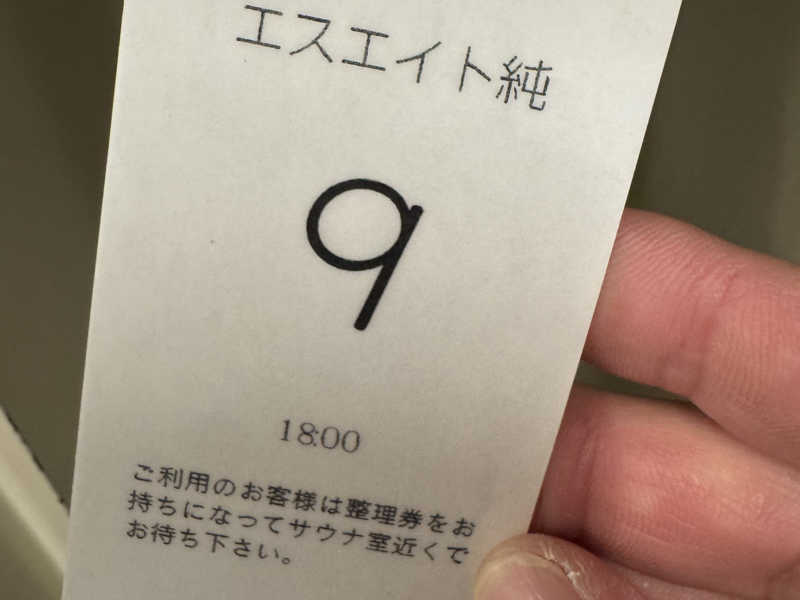 エスエイト純
9
18:00
ご利用のお客様は整理券をお
持ちになってサウナ室近くで
お待ち下さい。